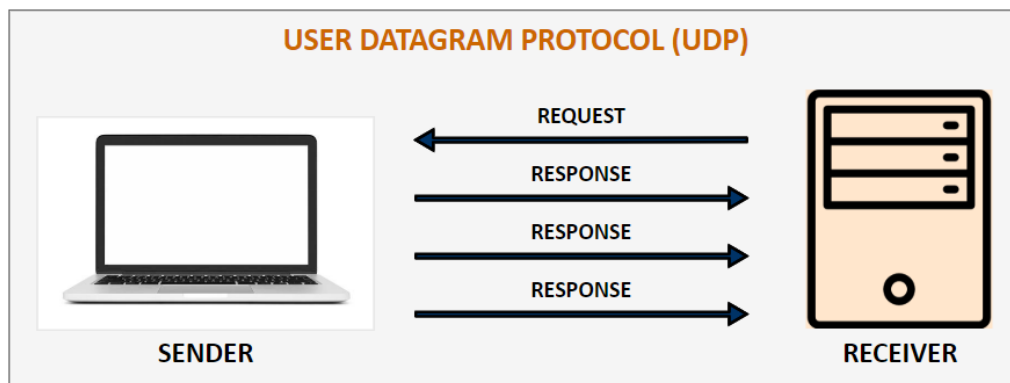 USER DATAGRAM PROTOCOL (UDP)
REQUEST
RESPONSE
RESPONSE
RESPONSE
SENDER
RECEIVER